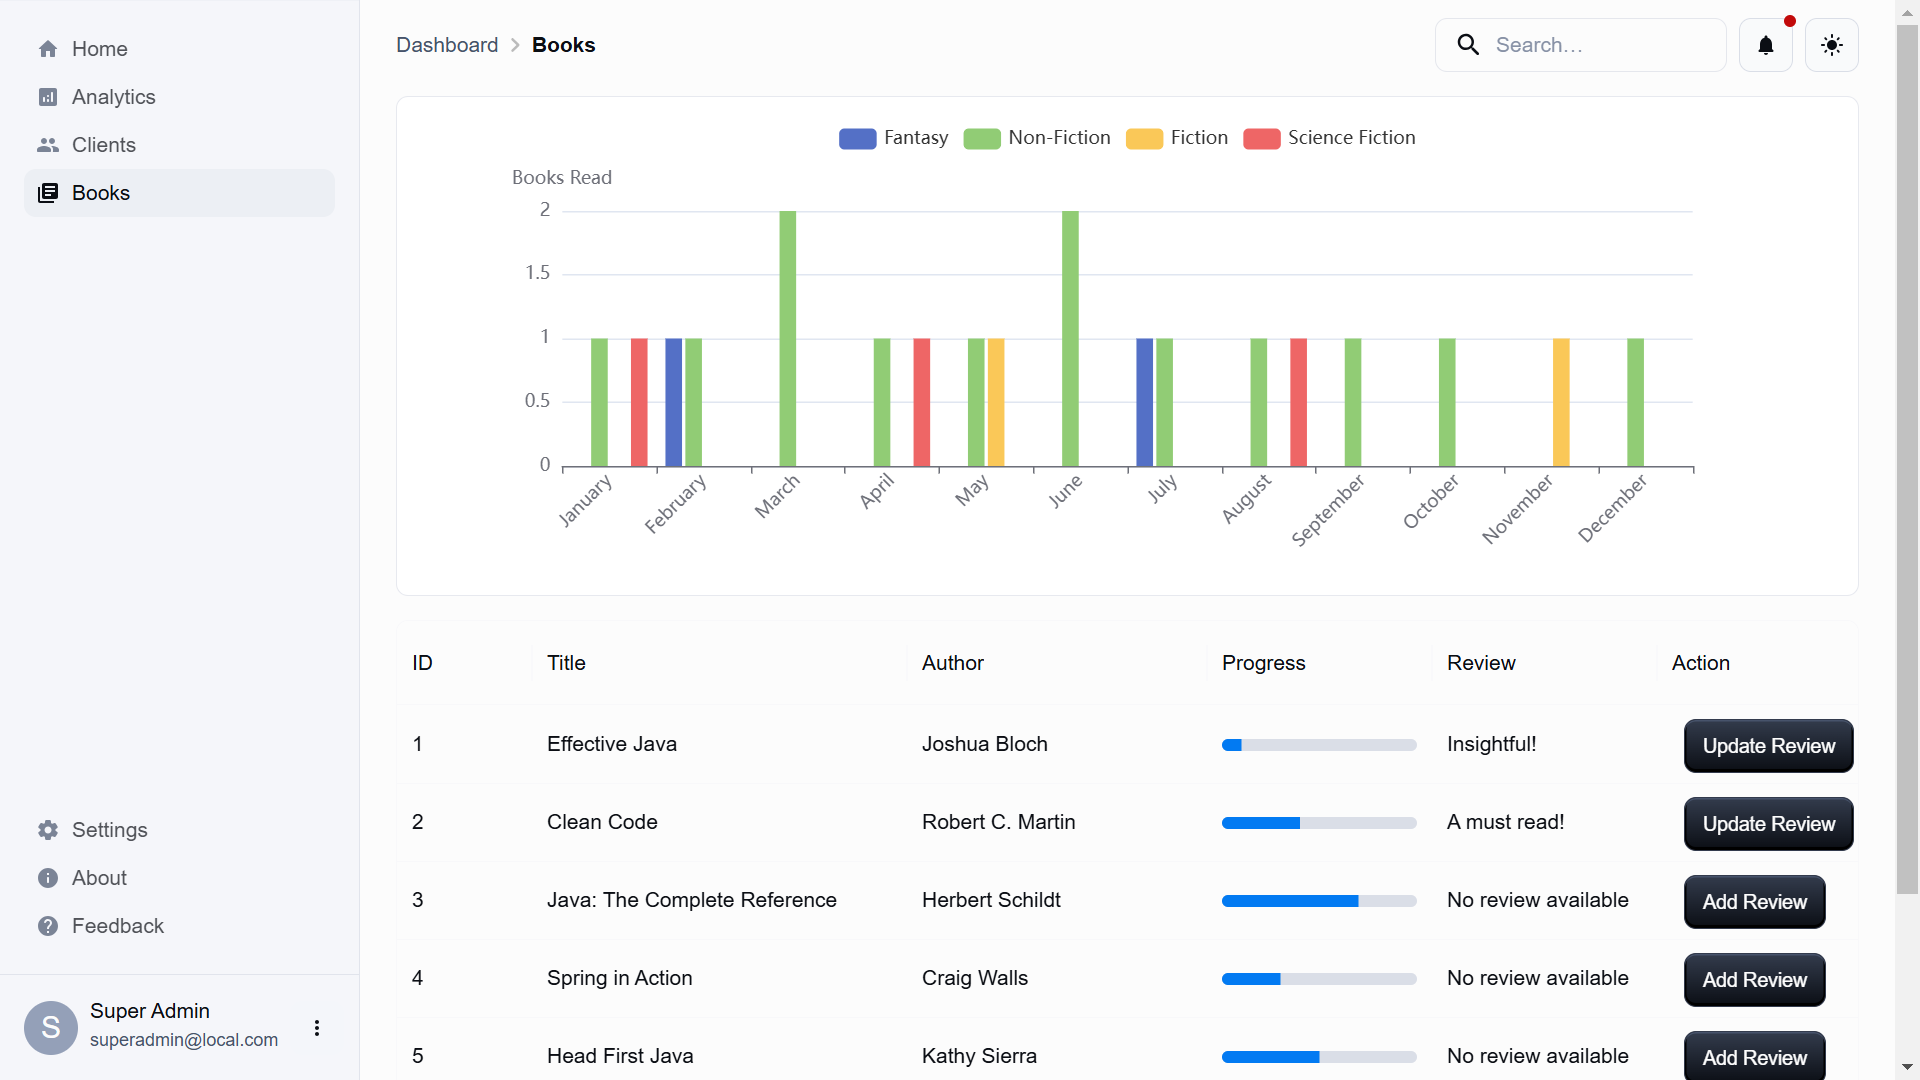 Home
Analytics
Clients
Books
Settings
About
Feedback
S
Super Admin
superadmin@local.com
Dashboard > Books
Search…
Fantasy Non-Fiction Fiction Science Fiction
Books Read
2
1.5
1
0.5
0
January February March April May June July August September October November December
ID Title Author Progress Review Action
1 Effective Java Joshua Bloch Insightful! Update Review
2 Clean Code Robert C. Martin A must read! Update Review
3 Java: The Complete Reference Herbert Schildt No review available Add Review
4 Spring in Action Craig Walls No review available Add Review
5 Head First Java Kathy Sierra No review available Add Review